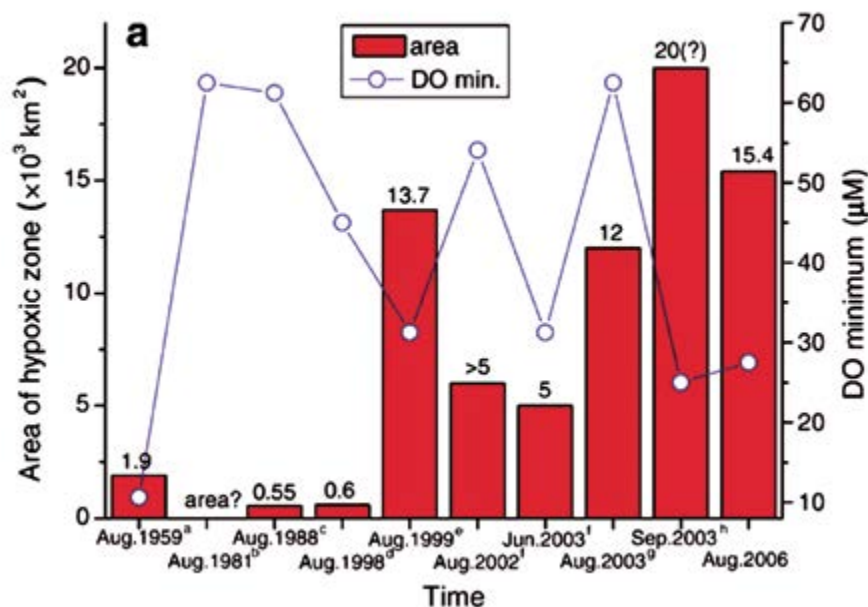 a
area
DO min.
Area of hypoxic zone (×10³ km²)
20
15
10
5
0
DO minimum (µM)
70
60
50
40
30
20
10
1.9
area?
0.55
0.6
13.7
>5
5
12
20(?)
15.4
Aug.1959ᵃ
Aug.1981ᵇ
Aug.1988ᶜ
Aug.1998ᵈ
Aug.1999ᵉ
Aug.2002ᶠ
Jun.2003ᶠ
Aug.2003ᵍ
Sep.2003ʰ
Aug.2006
Time